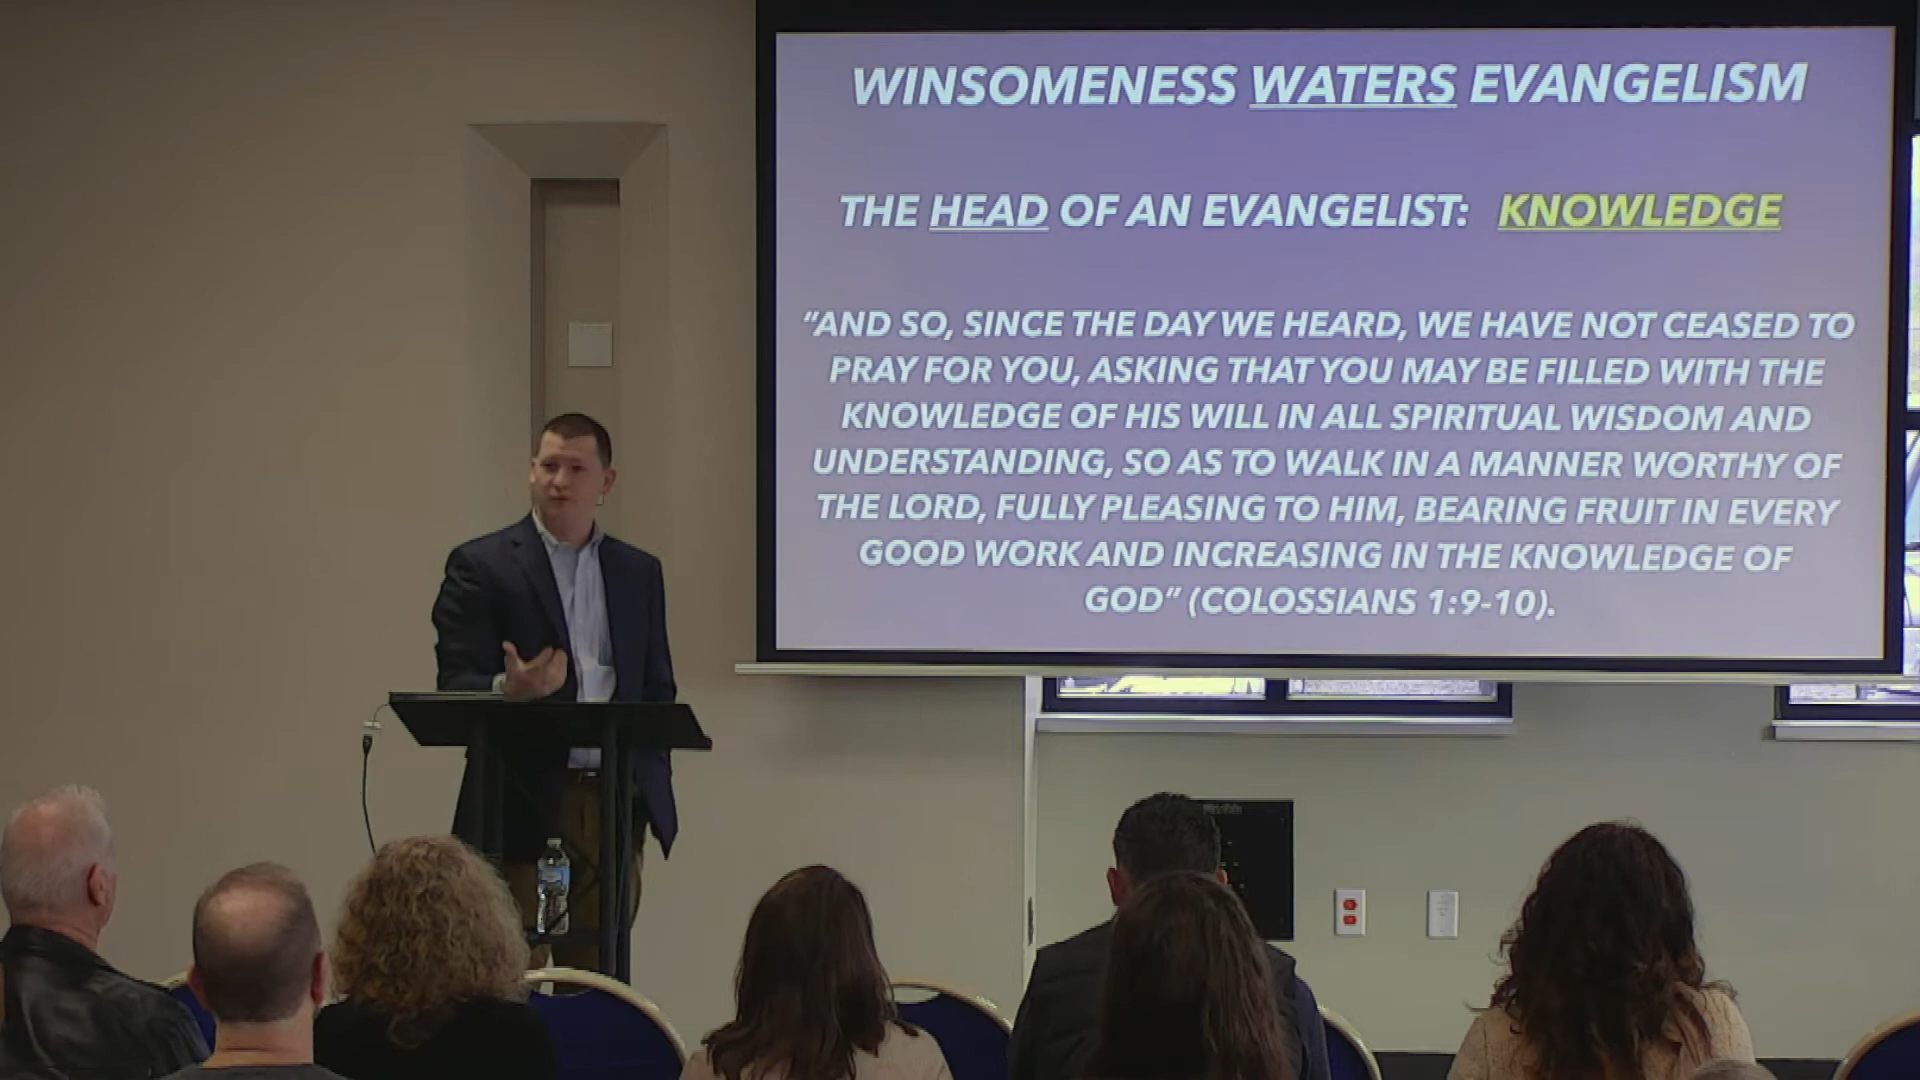 WINSOMENESS WATERS EVANGELISM
THE HEAD OF AN EVANGELIST: KNOWLEDGE
“AND SO, SINCE THE DAY WE HEARD, WE HAVE NOT CEASED TO
PRAY FOR YOU, ASKING THAT YOU MAY BE FILLED WITH THE
KNOWLEDGE OF HIS WILL IN ALL SPIRITUAL WISDOM AND
UNDERSTANDING, SO AS TO WALK IN A MANNER WORTHY OF
THE LORD, FULLY PLEASING TO HIM, BEARING FRUIT IN EVERY
GOOD WORK AND INCREASING IN THE KNOWLEDGE OF
GOD” (COLOSSIANS 1:9-10).